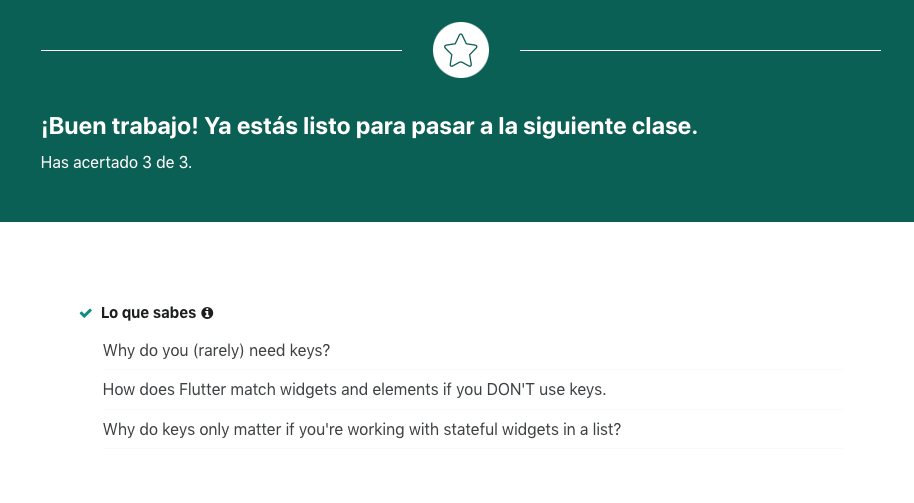 ¡Buen trabajo! Ya estás listo para pasar a la siguiente clase.
Has acertado 3 de 3.
Lo que sabes
Why do you (rarely) need keys?
How does Flutter match widgets and elements if you DON'T use keys.
Why do keys only matter if you're working with stateful widgets in a list?